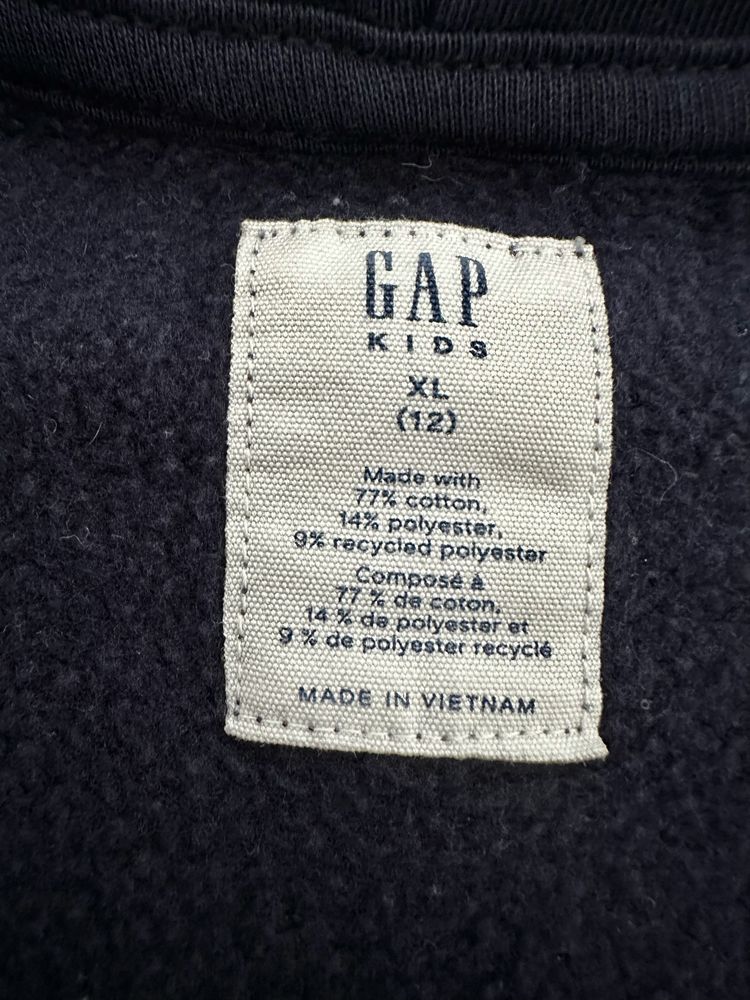 GAP
KIDS
XL
(12)
Made with
77% cotton,
14% polyester,
9% recycled polyester
Composé à
77 % de coton,
14 % de polyester et
9 % de polyester recyclé
MADE IN VIETNAM